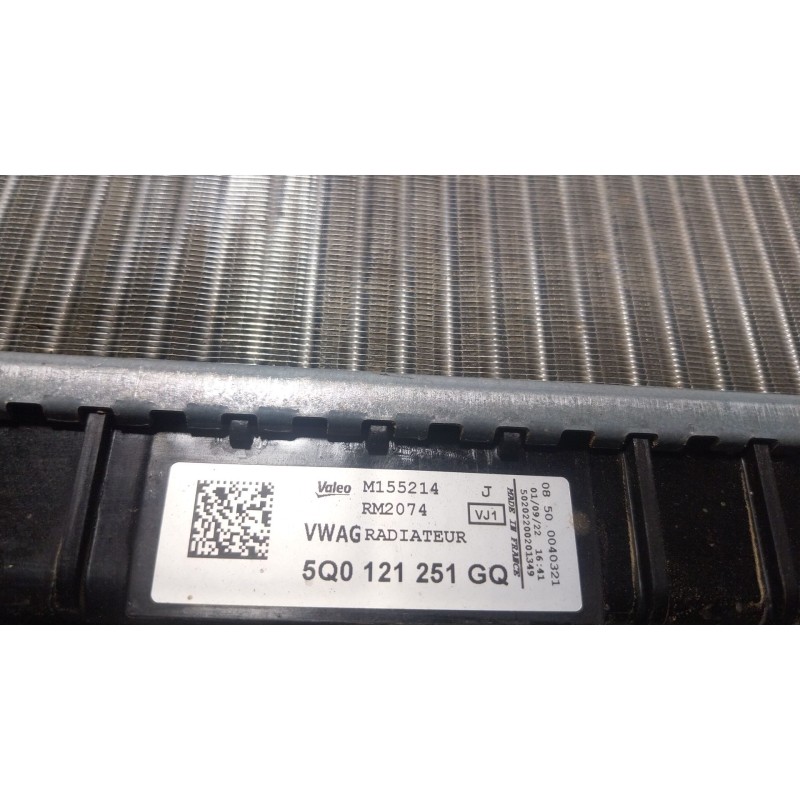 Valeo M155214 J
RM2074 VJ1
VWAG RADIATEUR
5Q0 121 251 GQ
MADE IN FRANCE
50202200201349
01/09/22 16:41
08 50 0040321